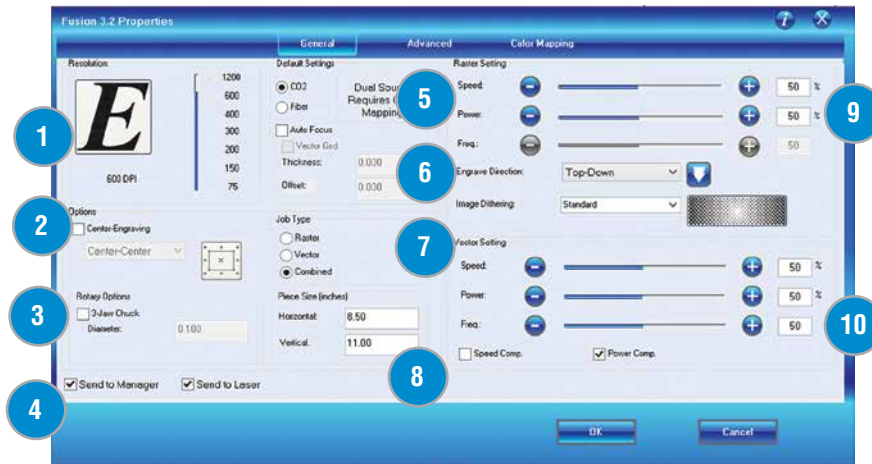 Fusion 3.2 Properties
General Advanced Color Mapping
Resolution:
E
600 DPI
1200
600
400
300
200
150
75
1
Options
2
Center-Engraving
Center-Center
Rotary Options
3
3-Jaw Chuck
Diameter: 0.100
4
Send to Manager Send to Laser
Default Settings
CO2
Fiber
Dual
Requires
Mapping
5
Auto Focus
Vector Grid
Thickness: 0.000
Offset: 0.000
6
Job Type
Raster
Vector
Combined
7
Piece Size (inches)
Horizontal: 8.50
Vertical: 11.00
8
Raster Setting
Speed: 50 %
Power: 50 %
Freq.: 50
9
Engrave Direction: Top-Down
Image Dithering: Standard
Vector Setting
Speed: 50 %
Power: 50 %
Freq.: 50
10
Speed Comp. Power Comp.
OK Cancel